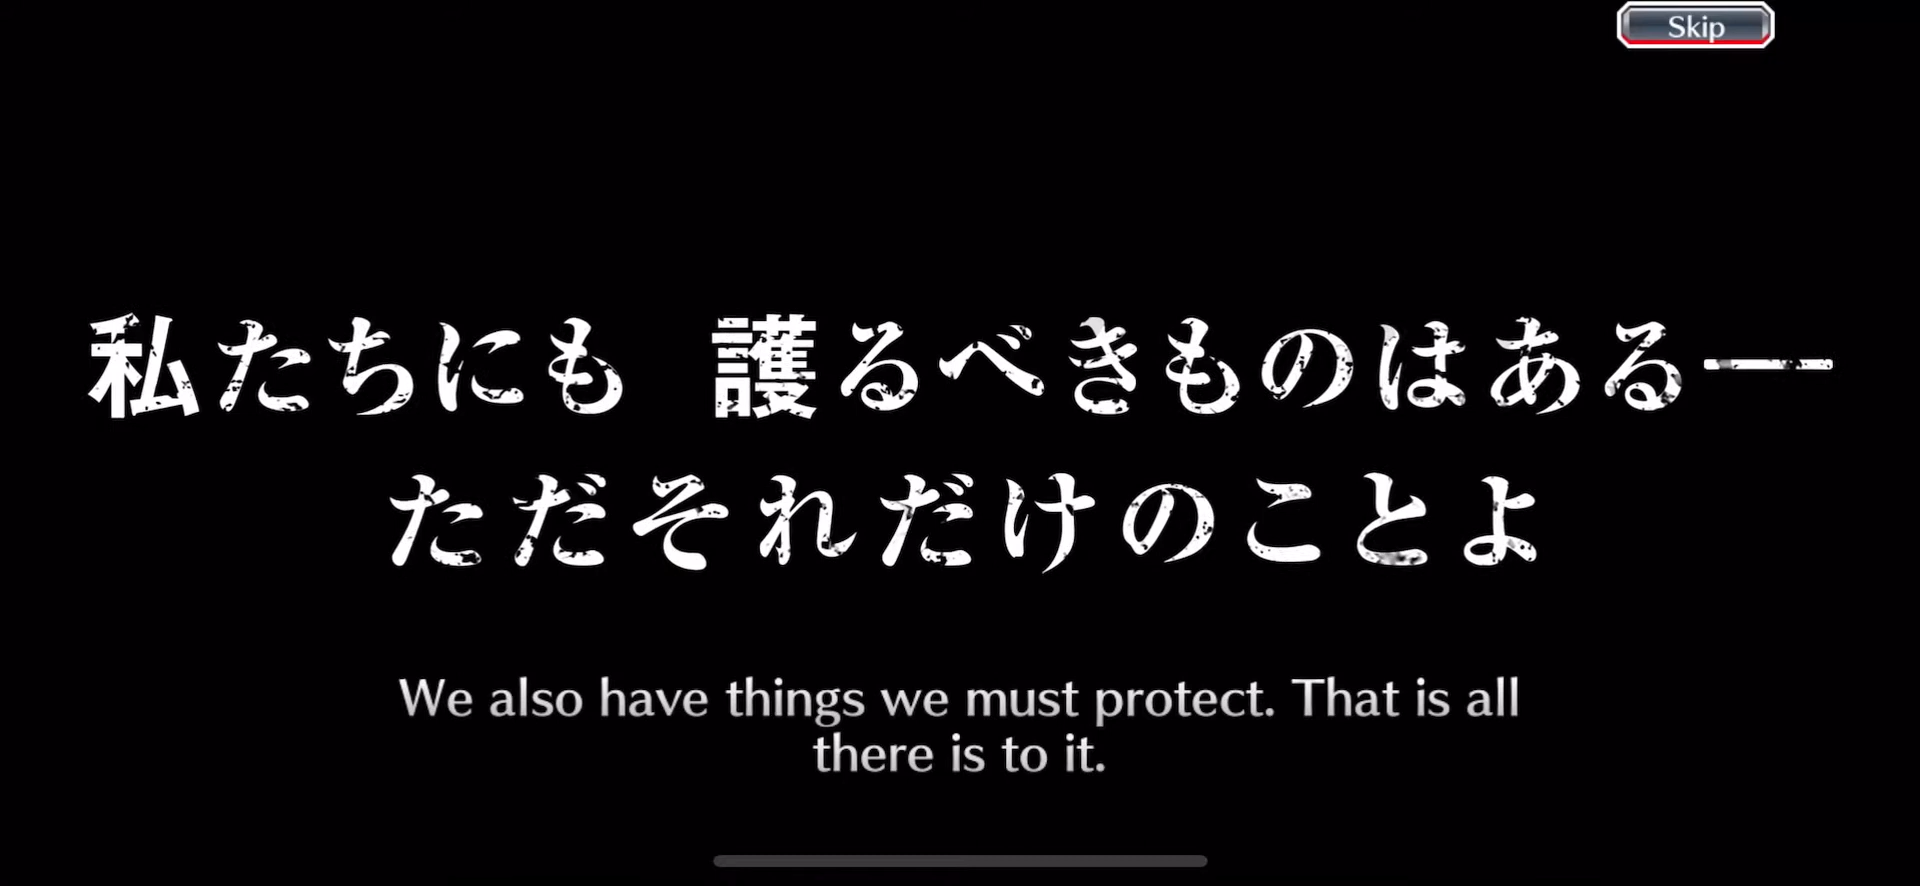 Skip
私たちにも 護るべきものはある―
ただそれだけのことよ
We also have things we must protect. That is all
there is to it.